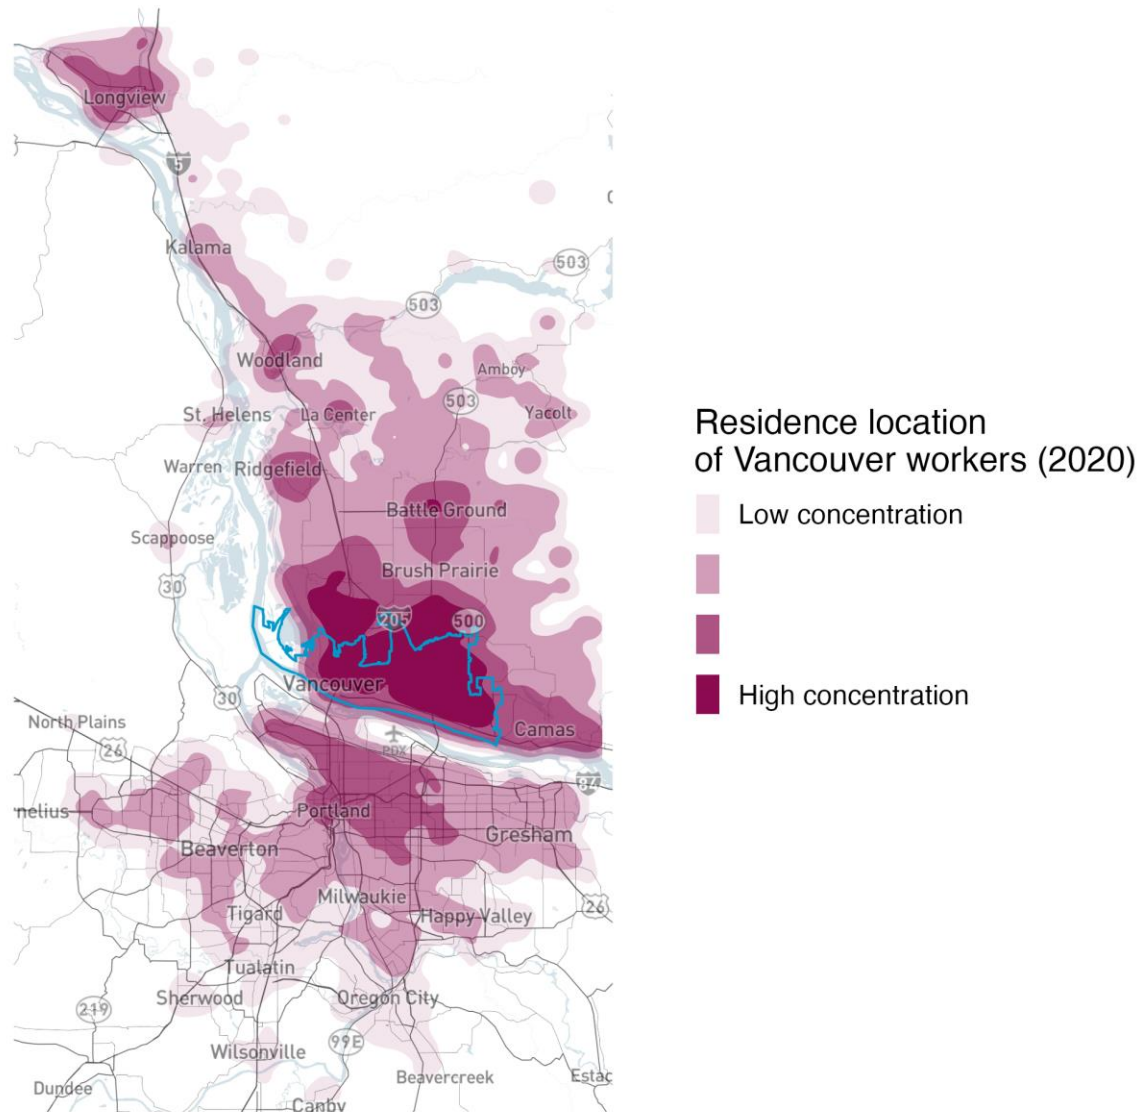 Longview
5
Kalama
503
503
Woodland
Amboy
503
St. Helens
La Center
Yacolt
Warren
Ridgefield
Residence location
of Vancouver workers (2020)
Low concentration
High concentration
Battle Ground
Scappoose
Brush Prairie
30
205
500
Vancouver
30
North Plains
Camas
26
PDX
84
nelius
Portland
Gresham
Beaverton
Milwaukie
26
Tigard
Happy Valley
Tualatin
Sherwood
Oregon City
219
99E
Wilsonville
Beavercreek
Estac
Dundee
Canby